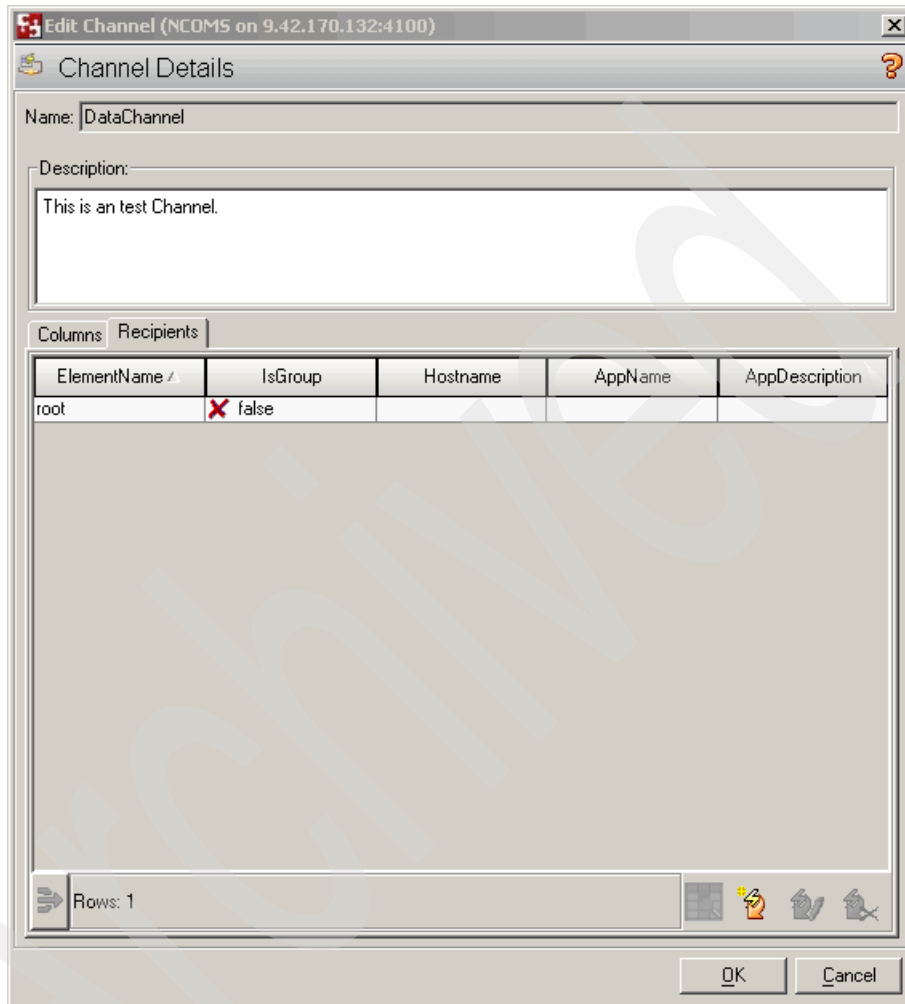 Edit Channel (NCOMS on 9.42.170.132:4100)
Channel Details
Name: DataChannel
Description:
This is an test Channel.
Columns Recipients
ElementName IsGroup Hostname AppName AppDescription
root false
Rows: 1
OK Cancel
Archived